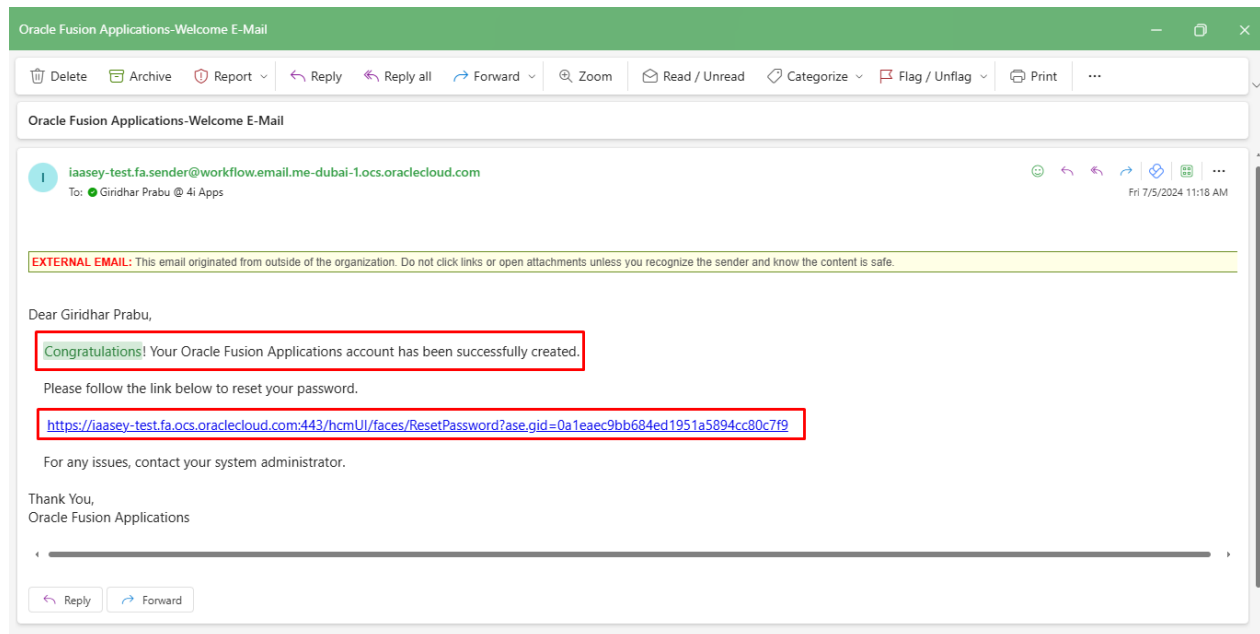 Oracle Fusion Applications-Welcome E-Mail
Delete Archive Report Reply Reply all Forward Zoom Read / Unread Categorize Flag / Unflag Print ...
Oracle Fusion Applications-Welcome E-Mail
I iaasey-test.fa.sender@workflow.email.me-dubai-1.ocs.oraclecloud.com
To: Giridhar Prabu @ 4i Apps
Fri 7/5/2024 11:18 AM
EXTERNAL EMAIL: This email originated from outside of the organization. Do not click links or open attachments unless you recognize the sender and know the content is safe.
Dear Giridhar Prabu,
Congratulations! Your Oracle Fusion Applications account has been successfully created.
Please follow the link below to reset your password.
https://iaasey-test.fa.ocs.oraclecloud.com:443/hcmUI/faces/ResetPassword?ase.gid=0a1eaec9bb684ed1951a5894cc80c7f9
For any issues, contact your system administrator.
Thank You,
Oracle Fusion Applications
Reply Forward